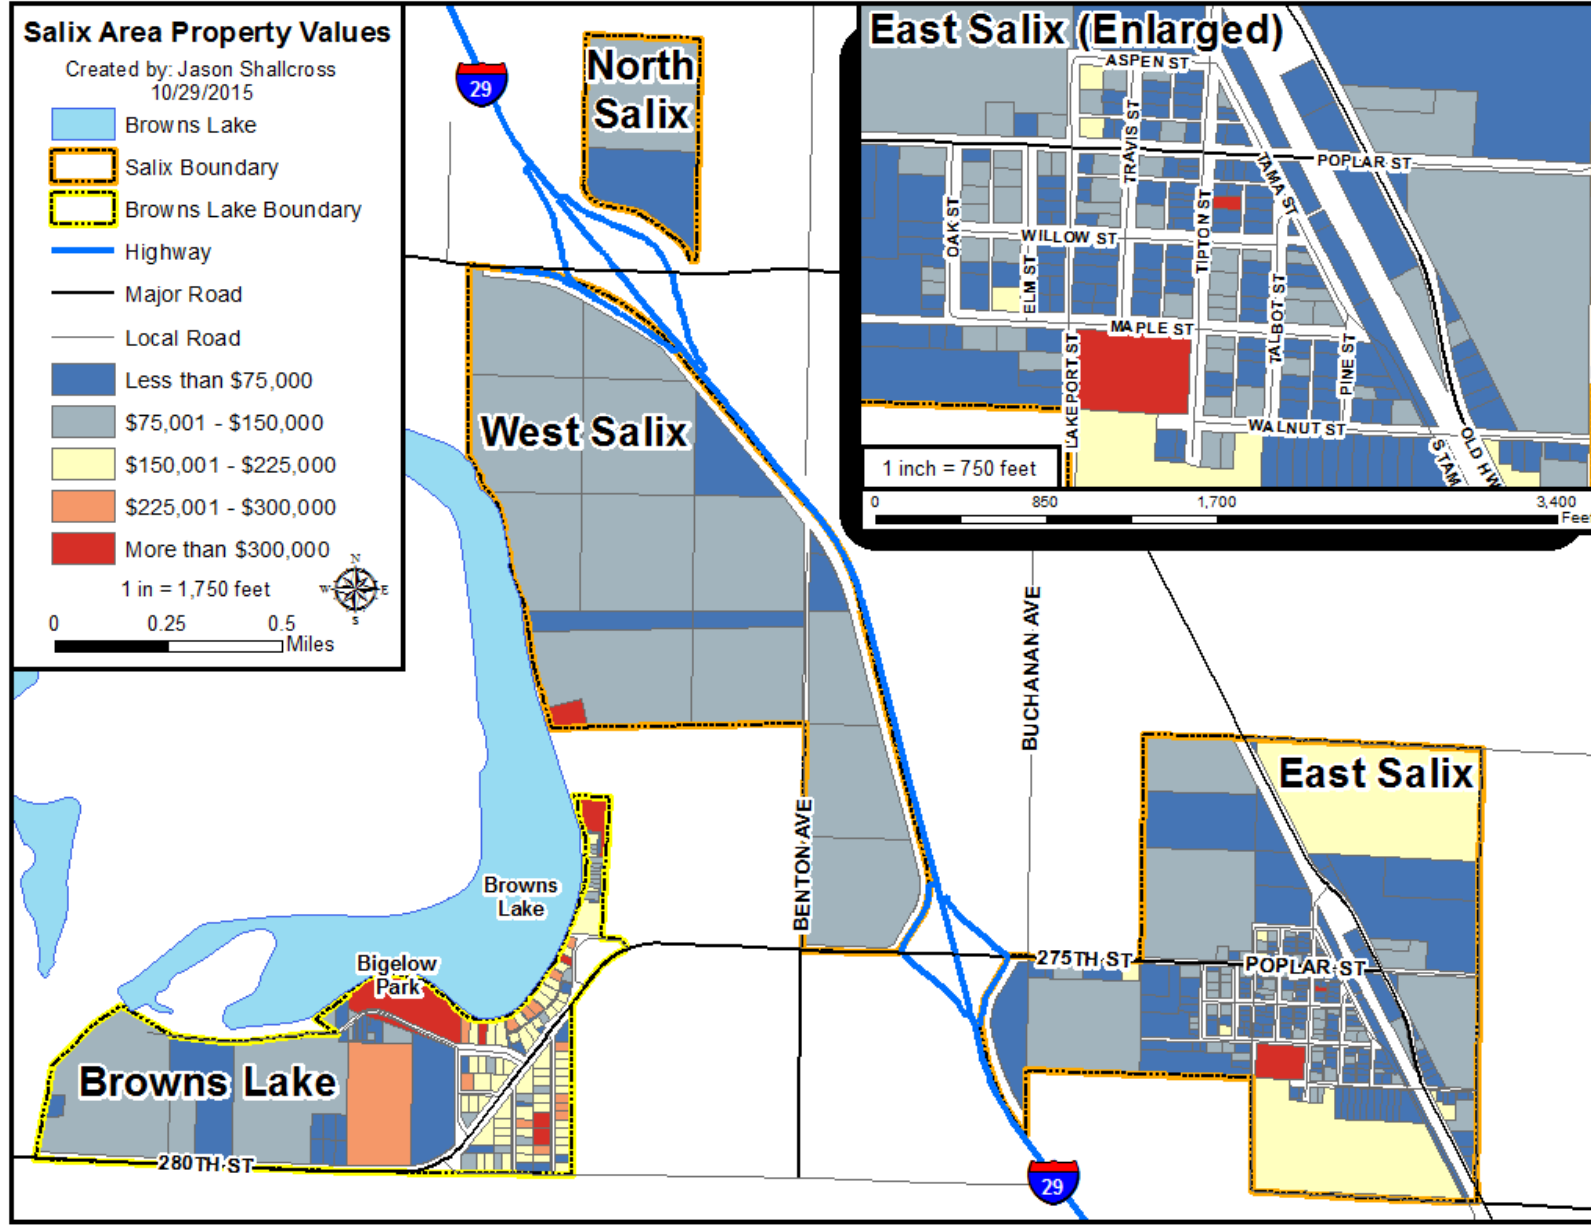 Salix Area Property Values
Created by: Jason Shallcross
10/29/2015
Browns Lake
Salix Boundary
Browns Lake Boundary
Highway
Major Road
Local Road
Less than $75,000
$75,001 - $150,000
$150,001 - $225,000
$225,001 - $300,000
More than $300,000
1 in = 1,750 feet
N
W
E
S
0
0.25
0.5
Miles
29
North
Salix
West Salix
East Salix (Enlarged)
ASPEN ST
TRAVIS ST
POPLAR ST
TAMA ST
TIPTON ST
OAK ST
WILLOW ST
ELM ST
TALBOT ST
MAPLE ST
PINE ST
LAKEPORT ST
WALNUT ST
S TAM
OLD HW
1 inch = 750 feet
0
850
1,700
3,400
Feet
BUCHANAN AVE
BENTON AVE
East Salix
Browns
Lake
Bigelow
Park
Browns Lake
280TH ST
275TH ST
POPLAR ST
29